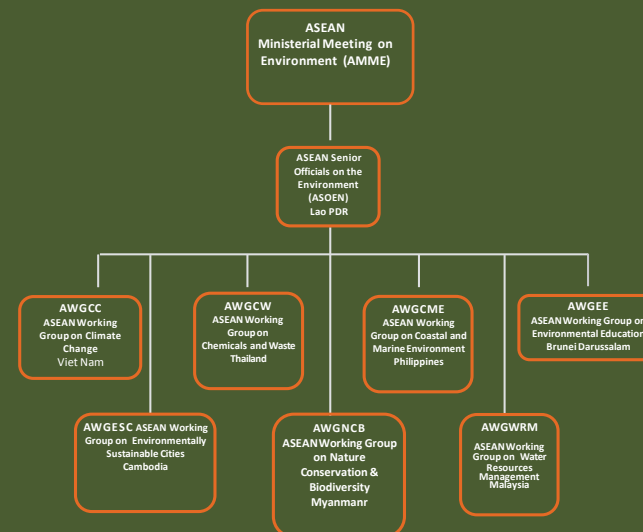 ASEAN
Ministerial Meeting on
Environment (AMME)
ASEAN Senior
Officials on the
Environment
(ASOEN)
Lao PDR
AWGCC
ASEAN Working
Group on Climate
Change
Viet Nam
AWGCW
ASEAN Working
Group on
Chemicals and Waste
Thailand
AWGCME
ASEAN Working
Group on Coastal and
Marine Environment
Philippines
AWGEE
ASEAN Working Group on
Environmental Education
Brunei Darussalam
AWGESC ASEAN Working
Group on Environmentally
Sustainable Cities
Cambodia
AWGNCB
ASEAN Working Group
on Nature
Conservation &
Biodiversity
Myanmanr
AWGWRM
ASEAN Working
Group on Water
Resources
Management
Malaysia